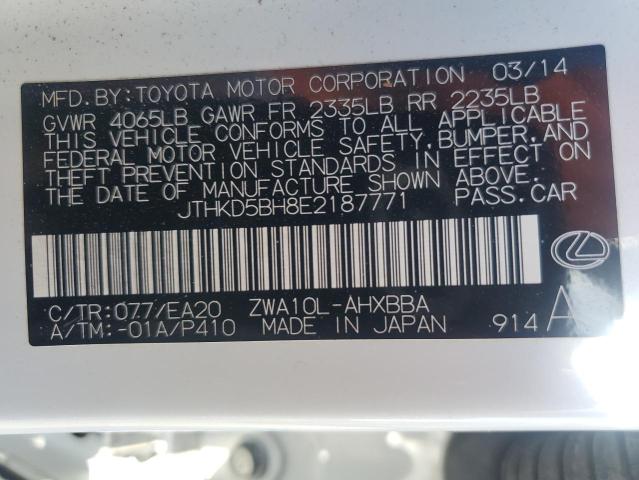 MFD. BY: TOYOTA MOTOR CORPORATION 03/14
GVWR 4065LB GAWR FR 2335LB RR 2235LB
THIS VEHICLE CONFORMS TO ALL APPLICABLE
FEDERAL MOTOR VEHICLE SAFETY, BUMPER, AND
THEFT PREVENTION STANDARDS IN EFFECT ON
THE DATE OF MANUFACTURE SHOWN ABOVE.
JTHKD5BH8E2187771 PASS.CAR
C/TR: 077/EA20 ZWA10L-AHXBBA
A/TM: -01A/P410 MADE IN JAPAN 914 A